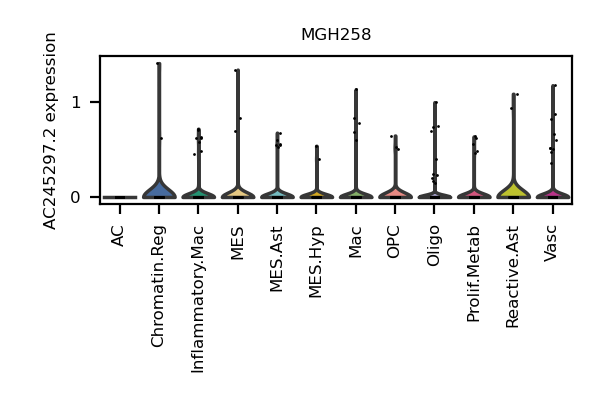 MGH258
AC245297.2 expression
1
0
AC
Chromatin.Reg
Inflammatory.Mac
MES
MES.Ast
MES.Hyp
Mac
OPC
Oligo
Prolif.Metab
Reactive.Ast
Vasc